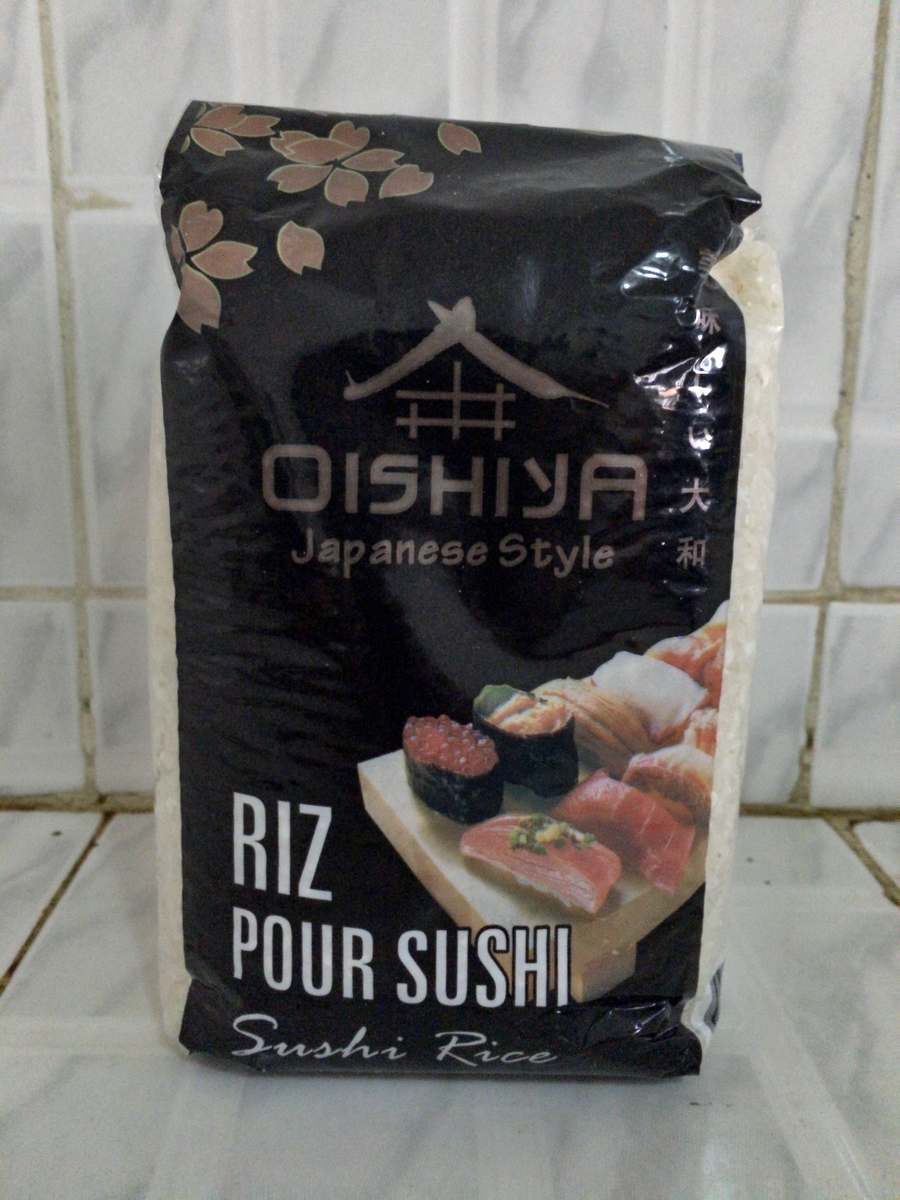 OISHIYA
Japanese Style
大
和
RIZ
POUR SUSHI
Sushi Rice